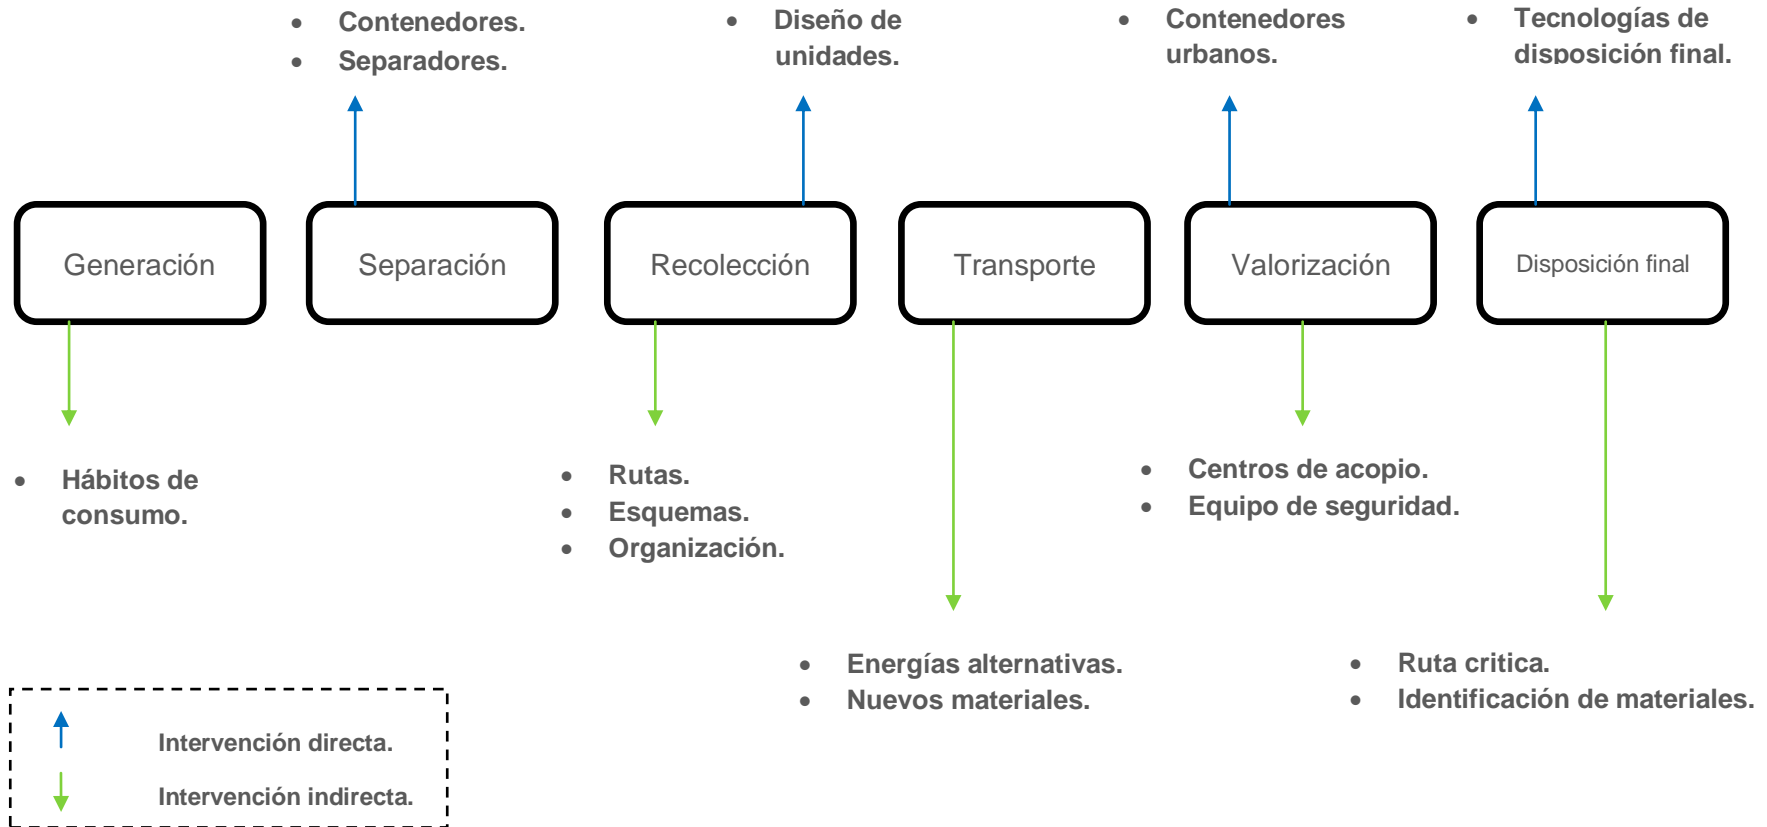 • Contenedores.
• Separadores.
• Diseño de
unidades.
• Contenedores
urbanos.
• Tecnologías de
disposición final.
Generación
Separación
Recolección
Transporte
Valorización
Disposición final
• Hábitos de
consumo.
• Rutas.
• Esquemas.
• Organización.
• Centros de acopio.
• Equipo de seguridad.
• Energías alternativas.
• Nuevos materiales.
• Ruta critica.
• Identificación de materiales.
Intervención directa.
Intervención indirecta.